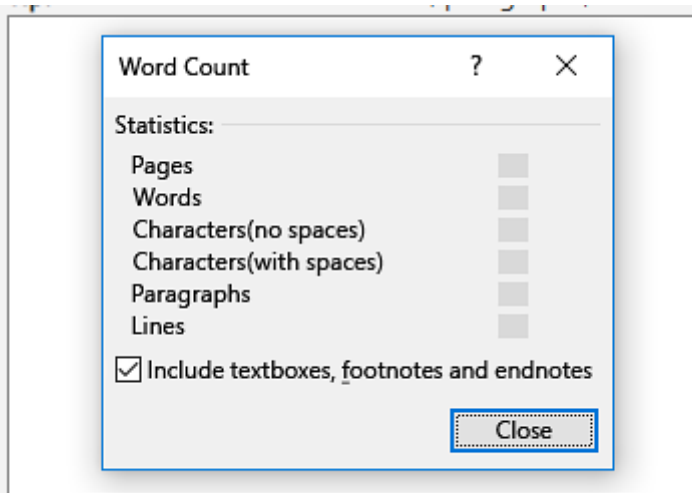 Word Count
Statistics:
Pages
Words
Characters(no spaces)
Characters(with spaces)
Paragraphs
Lines
Include textboxes, footnotes and endnotes
Close